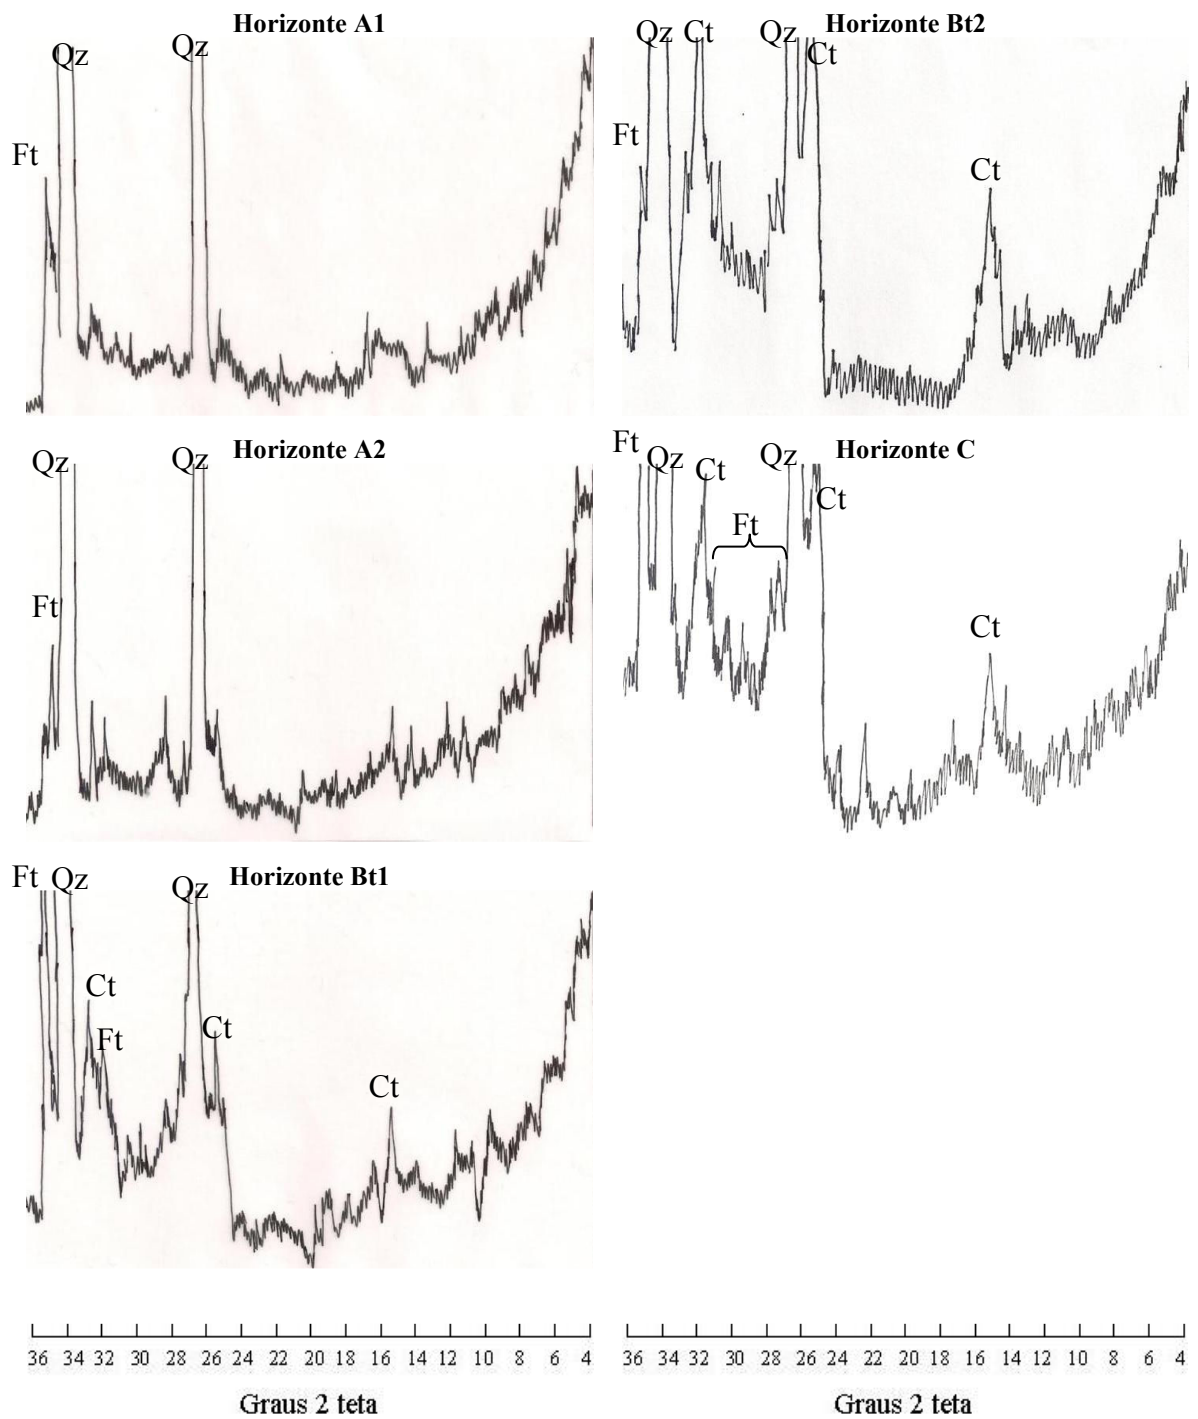 Horizonte A1
Qz
Qz
Ft
Horizonte Bt2
Qz
Ct
Qz
Ct
Ft
Ct
Horizonte A2
Qz
Qz
Ft
Horizonte C
Ft
Qz
Ct
Qz
Ct
Ft
Ct
Horizonte Bt1
Ft
Qz
Qz
Ct
Ft
Ct
Ct
36 34 32 30 28 26 24 22 20 18 16 14 12 10 8 6 4
Graus 2 teta
36 34 32 30 28 26 24 22 20 18 16 14 12 10 8 6 4
Graus 2 teta